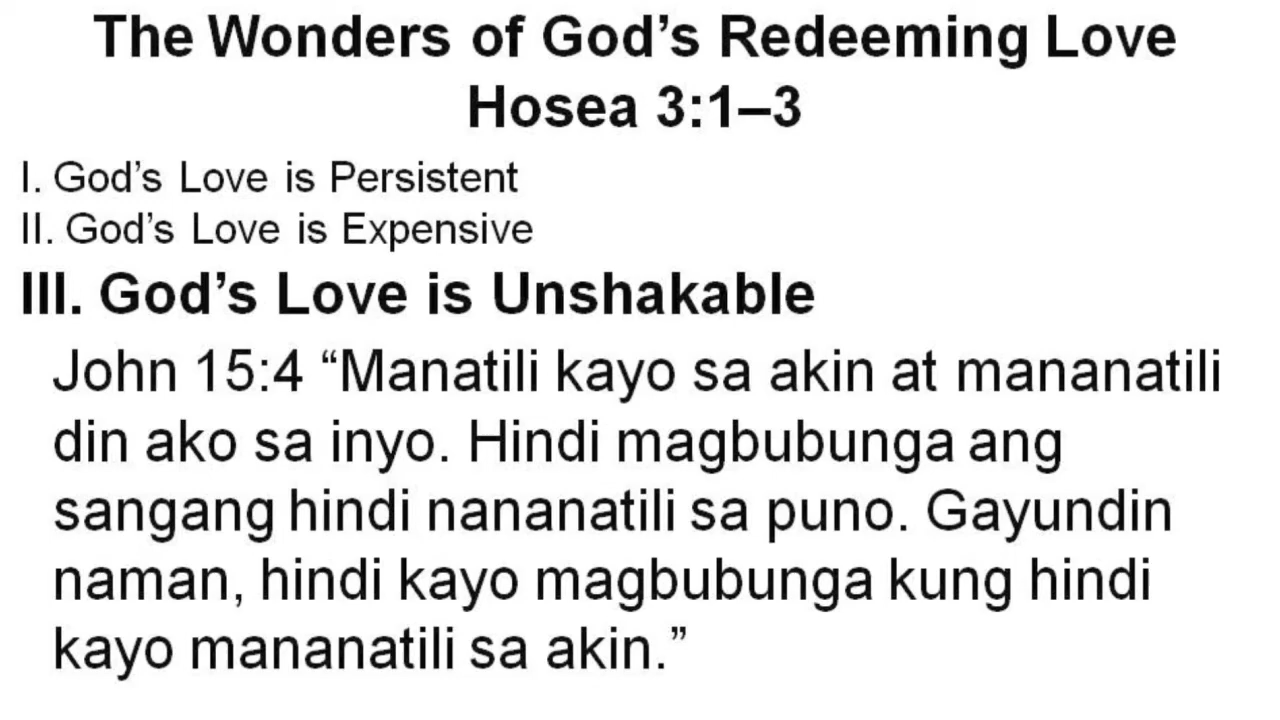 The Wonders of God’s Redeeming Love
Hosea 3:1–3
I. God’s Love is Persistent
II. God’s Love is Expensive
III. God’s Love is Unshakable
John 15:4 “Manatili kayo sa akin at mananatili
din ako sa inyo. Hindi magbubunga ang
sangang hindi nananatili sa puno. Gayundin
naman, hindi kayo magbubunga kung hindi
kayo mananatili sa akin.”